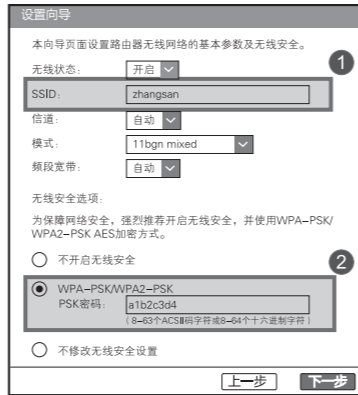 设置向导
本向导页面设置路由器无线网络的基本参数及无线安全。
无线状态： 开启
1
SSID： zhangsan
信道： 自动
模式： 11bgn mixed
频段宽带： 自动
无线安全选项：
为保障网络安全，强烈推荐开启无线安全，并使用WPA-PSK/
WPA2-PSK AES加密方式。
不开启无线安全
2
WPA-PSK/WPA2-PSK
PSK密码： a1b2c3d4
（8-63个ACSⅡ码字符或8-64个十六进制字符）
不修改无线安全设置
上一步 下一步